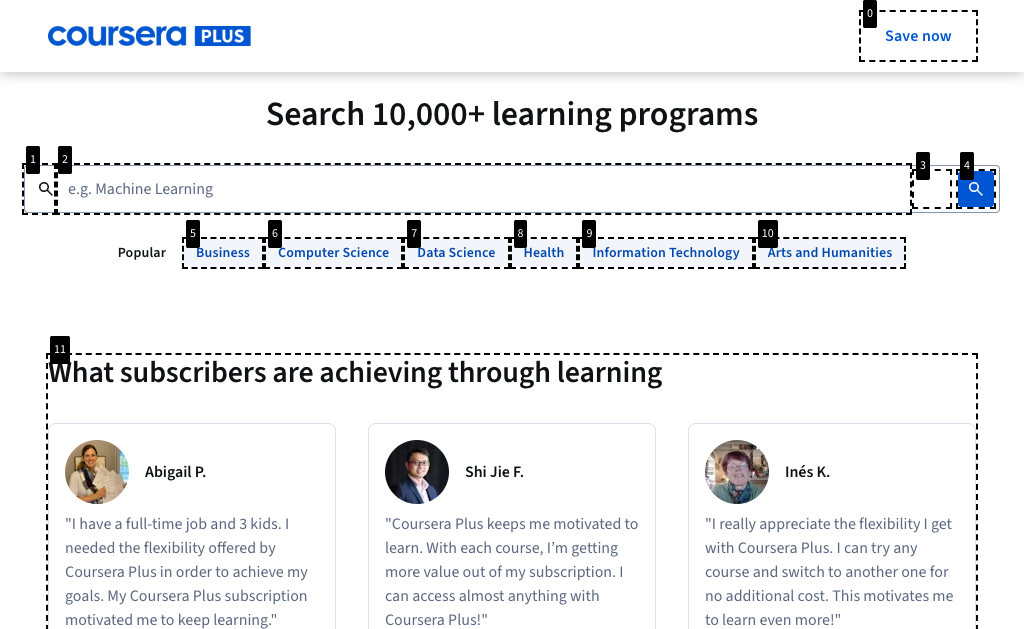 coursera PLUS
0
Save now
Search 10,000+ learning programs
1
2
3
4
e.g. Machine Learning
5
6
7
8
9
10
Popular
Business
Computer Science
Data Science
Health
Information Technology
Arts and Humanities
11
What subscribers are achieving through learning
Abigail P.
"I have a full-time job and 3 kids. I
needed the flexibility offered by
Coursera Plus in order to achieve my
goals. My Coursera Plus subscription
motivated me to keep learning."
Shi Jie F.
"Coursera Plus keeps me motivated to
learn. With each course, I’m getting
more value out of my subscription. I
can access almost anything with
Coursera Plus!"
Inés K.
"I really appreciate the flexibility I get
with Coursera Plus. I can try any
course and switch to another one for
no additional cost. This motivates me
to learn even more!"